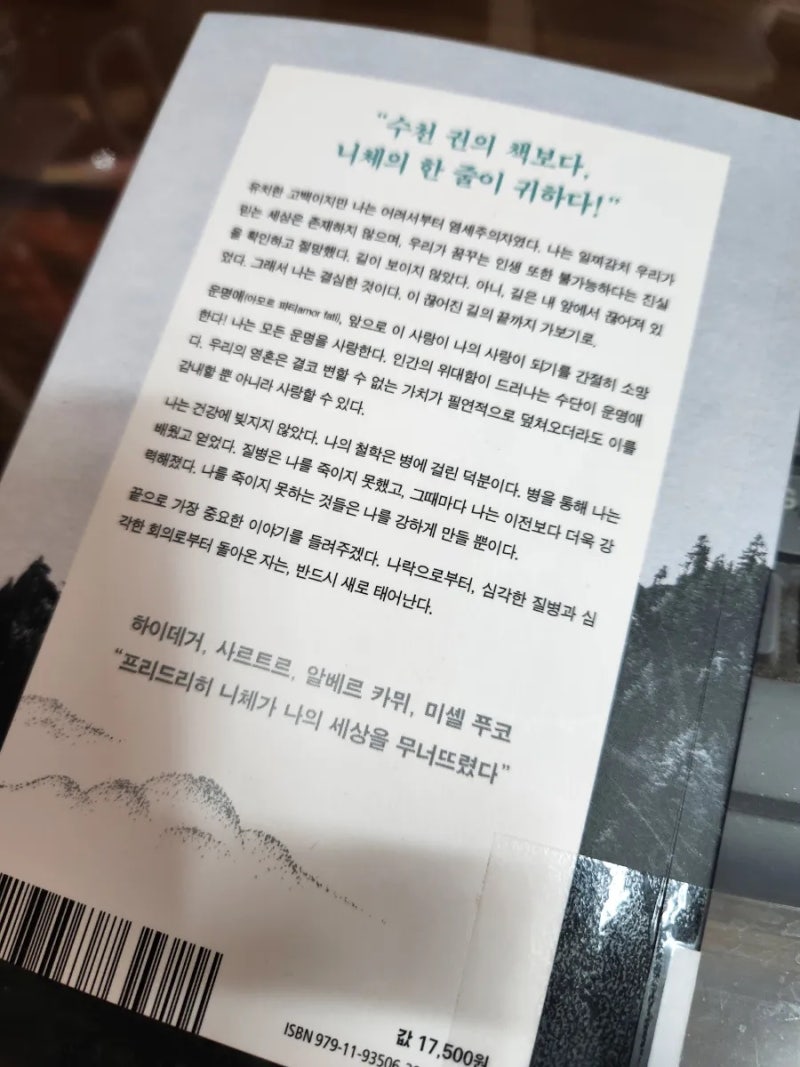 “수천 권의 책보다,
니체의 한 줄이 귀하다!”
유치한 고백이지만 나는 어려서부터 염세주의자였다. 나는 일찌감치 우리가
믿는 세상은 존재하지 않으며, 우리가 꿈꾸는 인생 또한 불가능하다는 진실
을 확인하고 절망했다. 길이 보이지 않았다. 아니, 길은 내 앞에서 끊어져 있
었다. 그래서 나는 결심한 것이다. 이 끊어진 길의 끝까지 가보기로.
운명애(아모르 파티amor fati), 앞으로 이 사랑이 나의 사랑이 되기를 간절히 소망
한다! 나는 모든 운명을 사랑한다. 인간의 위대함이 드러나는 수단이 운명애
다. 우리의 영혼은 결코 변할 수 없는 가치가 필연적으로 덮쳐오더라도 이를
감내할 뿐 아니라 사랑할 수 있다.
나는 건강에 빚지지 않았다. 나의 철학은 병에 걸린 덕분이다. 병을 통해 나는
배웠고 얻었다. 질병은 나를 죽이지 못했고, 그때마다 나는 이전보다 더욱 강
력해졌다. 나를 죽이지 못하는 것들은 나를 강하게 만들 뿐이다.
끝으로 가장 중요한 이야기를 들려주겠다. 나락으로부터, 심각한 질병과 심
각한 회의로부터 돌아온 자는, 반드시 새로 태어난다.
하이데거, 사르트르, 알베르 카뮈, 미셸 푸코
“프리드리히 니체가 나의 세상을 무너뜨렸다”
값 17,500원
ISBN 979-11-93506-